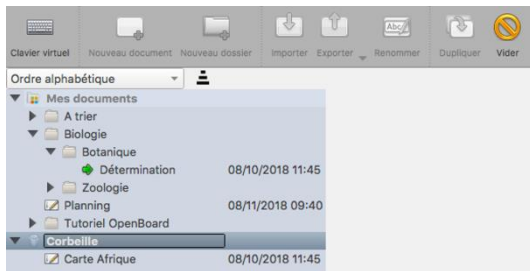 Clavier virtuel Nouveau document Nouveau dossier Importer Exporter Renommer Dupliquer Vider
Abc
Ordre alphabétique
Mes documents
A trier
Biologie
Botanique
Détermination 08/10/2018 11:45
Zoologie
Planning 08/11/2018 09:40
Tutoriel OpenBoard
Corbeille
Carte Afrique 08/10/2018 11:45